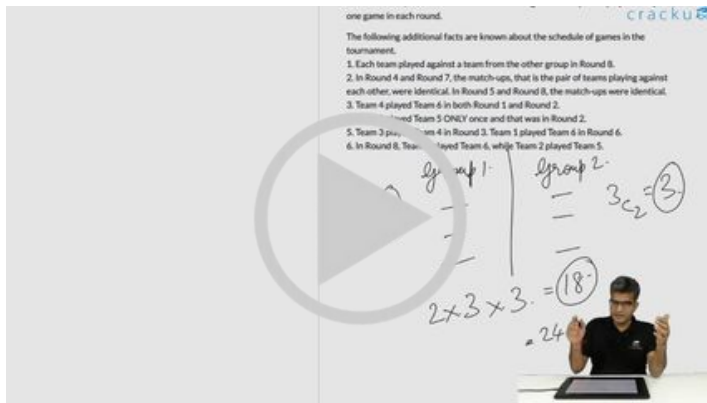 one game in each round.
cracku
The following additional facts are known about the schedule of games in the
tournament.
1. Each team played against a team from the other group in Round 8.
2. In Round 4 and Round 7, the match-ups, that is the pair of teams playing against
each other, were identical. In Round 5 and Round 8, the match-ups were identical.
3. Team 4 played Team 6 in both Round 1 and Round 2.
Team 5 ONLY once and that was in Round 2.
5. Team 3 4 in Round 3. Team 1 played Team 6 in Round 6.
6. In Round 8, Team 6, while Team 2 played Team 5.
Group 1. Group 2.
3C2 = 3
2 x 3 x 3. = 18
= 24